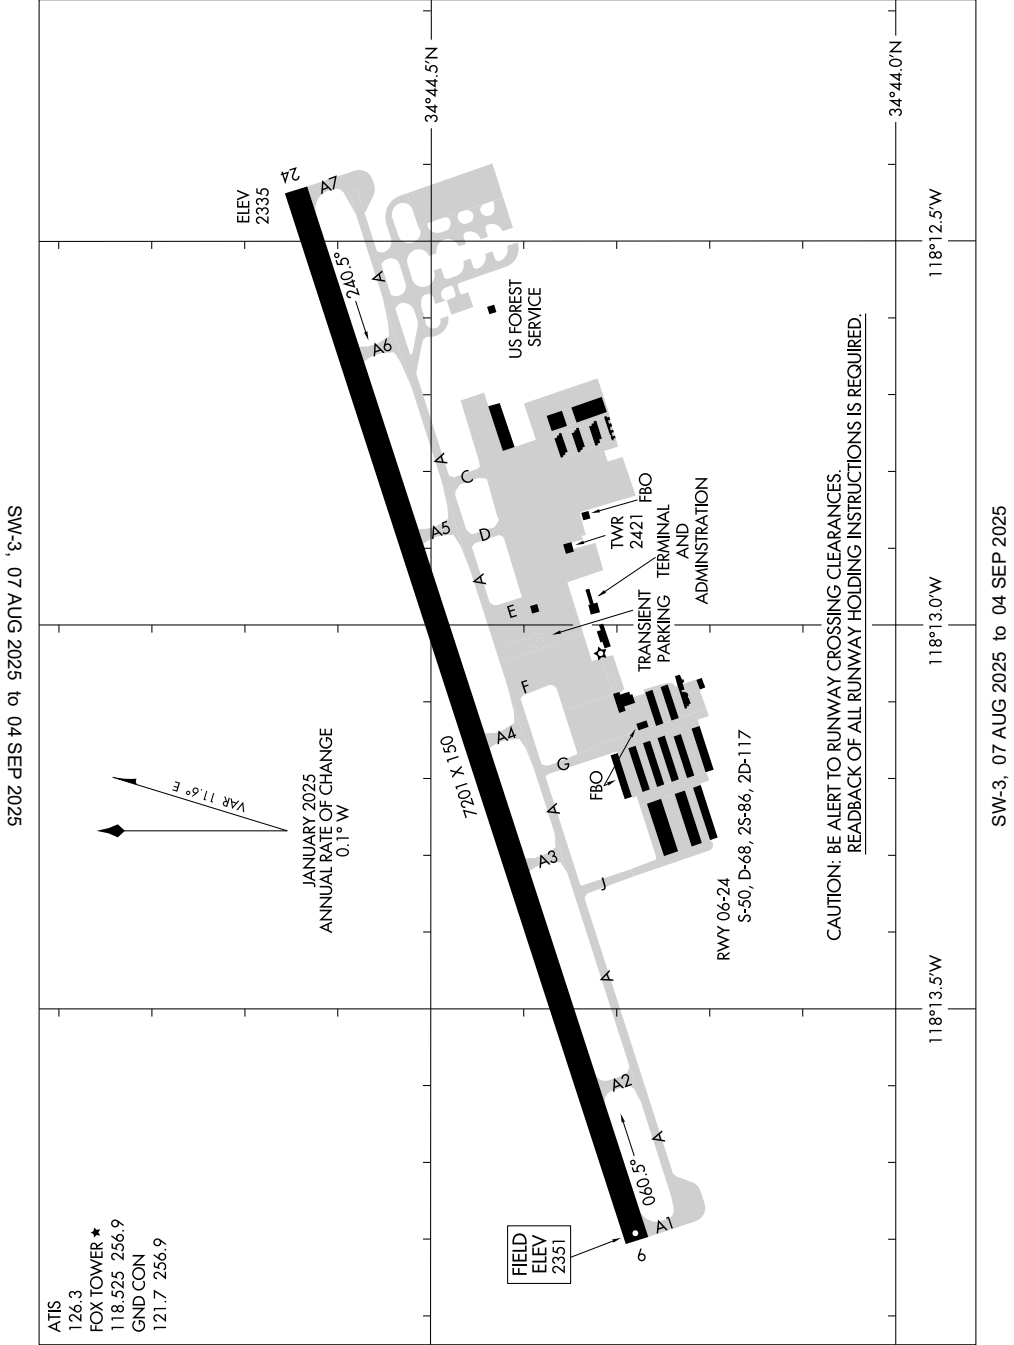 SW-3, 07 AUG 2025 to 04 SEP 2025
ATIS
126.3
FOX TOWER ★
118.525 256.9
GND CON
121.7 256.9
JANUARY 2025
ANNUAL RATE OF CHANGE
0.1° W
VAR 11.6° E
ELEV
2335
24
A7
240.5°
A
A6
34°44.5'N
34°44.0'N
US FOREST
SERVICE
A
C
A5
D
A
E
TWR
2421
FBO
TERMINAL
AND
ADMINSTRATION
TRANSIENT
PARKING
F
A4
7201 X 150
G
FBO
A
A3
J
A
A2
A
060.5°
A1
6
FIELD
ELEV
2351
RWY 06-24
S-50, D-68, 2S-86, 2D-117
CAUTION: BE ALERT TO RUNWAY CROSSING CLEARANCES.
READBACK OF ALL RUNWAY HOLDING INSTRUCTIONS IS REQUIRED.
118°13.5'W
118°13.0'W
118°12.5'W
SW-3, 07 AUG 2025 to 04 SEP 2025